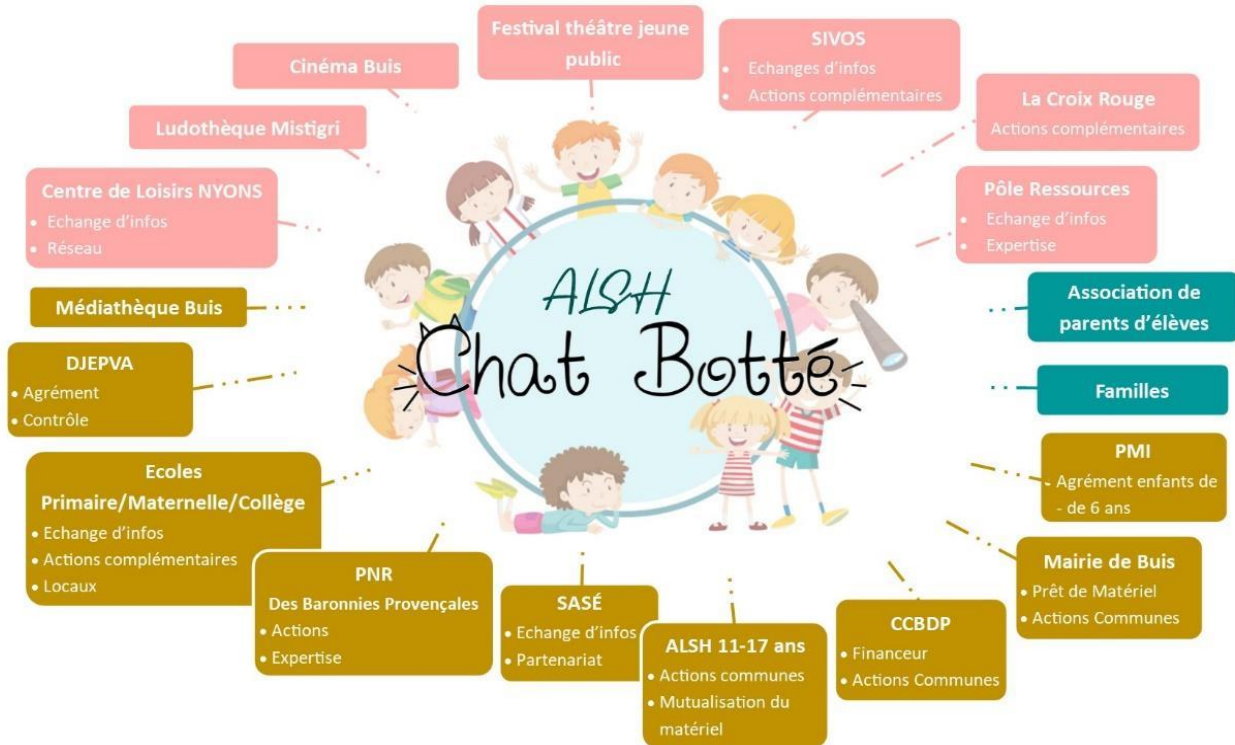 Festival théâtre jeune
public
SIVOS
• Echanges d'infos
• Actions complémentaires
Cinéma Buis
La Croix Rouge
Actions complémentaires
Ludothèque Mistigri
Centre de Loisirs NYONS
• Echange d'infos
• Réseau
Pôle Ressources
• Echange d'infos
• Expertise
Médiathèque Buis
Association de
parents d'élèves
DJEPVA
• Agrément
• Contrôle
Familles
ALSH
Chat Botté
PMI
• Agrément enfants de
- de 6 ans
Ecoles
Primaire/Maternelle/Collège
• Echange d'infos
• Actions complémentaires
• Locaux
Mairie de Buis
• Prêt de Matériel
• Actions Communes
PNR
Des Baronnies Provençales
• Actions
• Expertise
SASÉ
• Echange d'infos
• Partenariat
ALSH 11-17 ans
• Actions communes
• Mutualisation du
matériel
CCBDP
• Financeur
• Actions Communes